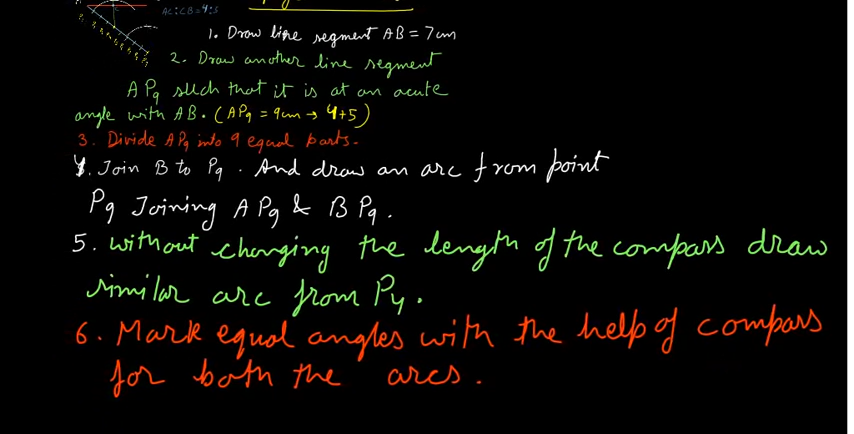 AC:CB = 4:5
1. Draw line segment AB = 7cm
2. Draw another line segment
AP9 such that it is at an acute
angle with AB. (AP9 = 9cm → 4+5)
3. Divide AP9 into 9 equal parts.
4. Join B to P9. And draw an arc from point
P9 Joining AP9 & BP9.
5. without changing the length of the compass draw
similar arc from P4.
6. Mark equal angles with the help of compass
for both the arcs.